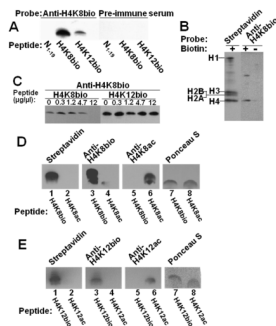 Probe: Anti-H4K8bio Pre-immune serum
A
Peptide: N1-19 H4K8bio H4K12bio N1-19 H4K8bio H4K12bio
B
Probe: Streptavidin Anti-H4K8bio
Biotin: + + -
H1
H2B H3
H2A H4
C
Anti-H4K8bio
Peptide (µg/µl): H4K8bio H4K12bio
0 0.3 1.2 4.7 12 0 0.3 1.2 4.7 12
D
Streptavidin Anti-H4K8bio Anti-H4K8ac Ponceau S
1 2 3 4 5 6 7 8
Peptide: H4K8bio H4K8ac H4K8bio H4K8ac H4K8bio H4K8ac H4K8bio H4K8ac
E
Streptavidin Anti-H4K12bio Anti-H4K12ac Ponceau S
1 2 3 4 5 6 7 8
Peptide: H4K12bio H4K12ac H4K12bio H4K12ac H4K12bio H4K12ac H4K12bio H4K12ac